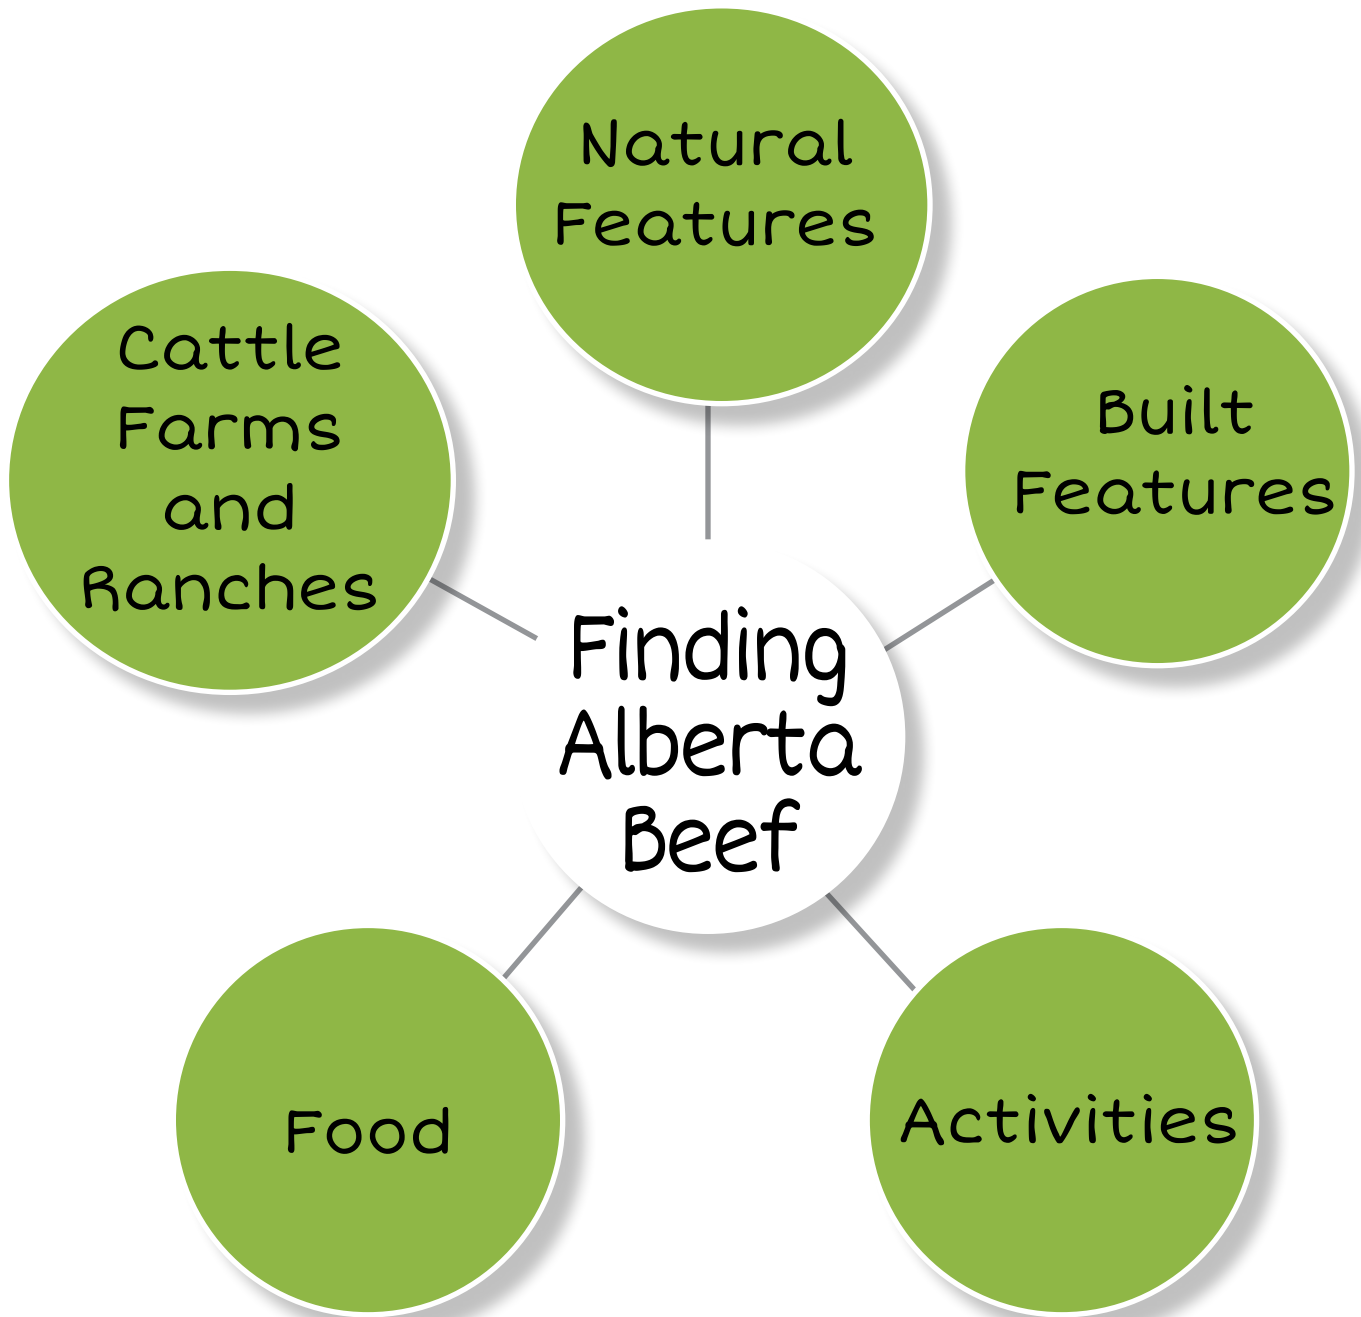 Natural
Features
Cattle
Farms
and
Ranches
Built
Features
Finding
Alberta
Beef
Food
Activities